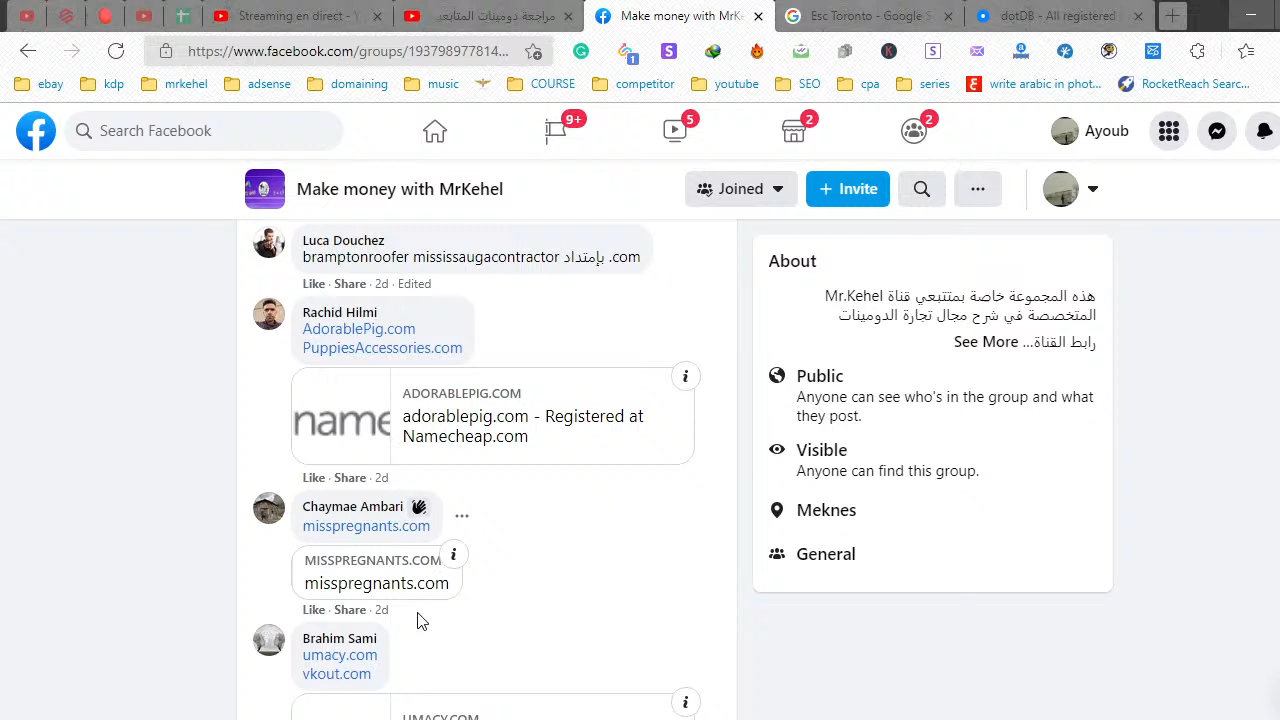 Streaming en direct -
مراجعة دومينات المتابع
Make money with MrKe
Esc Toronto - Google S
dotDB - All registered
https://www.facebook.com/groups/193798977814...
1
ebay
kdp
mrkehel
adsense
domaining
music
COURSE
competitor
youtube
SEO
cpa
series
write arabic in phot...
RocketReach Searc...
Search Facebook
9+
5
2
2
Ayoub
Make money with MrKehel
Joined
+ Invite
Luca Douchez
bramptonroofer mississaugacontractor بإمتداد .com
Like · Share · 2d · Edited
Rachid Hilmi
AdorablePig.com
PuppiesAccessories.com
name
ADORABLEPIG.COM
adorablepig.com - Registered at
Namecheap.com
Like · Share · 2d
Chaymae Ambari
misspregnants.com
MISSPREGNANTS.COM
misspregnants.com
Like · Share · 2d
Brahim Sami
umacy.com
vkout.com
UMACY.COM
About
هذه المجموعة خاصة بمتتبعي قناة Mr.Kehel
المتخصصة في شرح مجال تجارة الدومينات
رابط القناة... See More
Public
Anyone can see who's in the group and what
they post.
Visible
Anyone can find this group.
Meknes
General